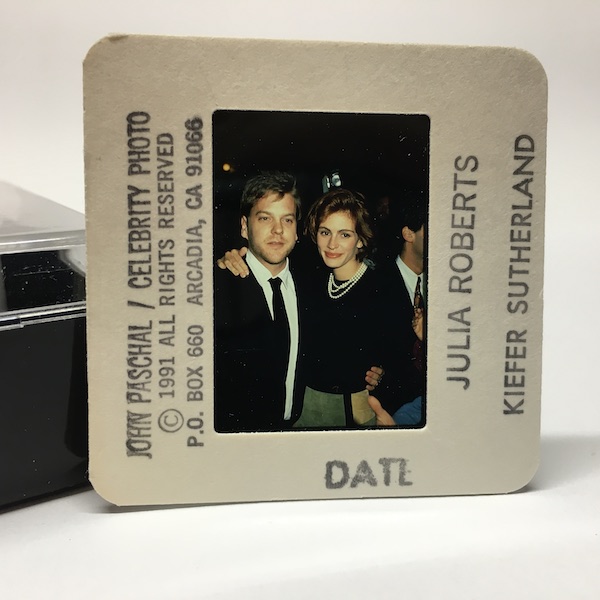 JOHN PASCHAL / CELEBRITY PHOTO
© 1991 ALL RIGHTS RESERVED
P.O. BOX 660 ARCADIA, CA 91066
JULIA ROBERTS
KIEFER SUTHERLAND
DATE